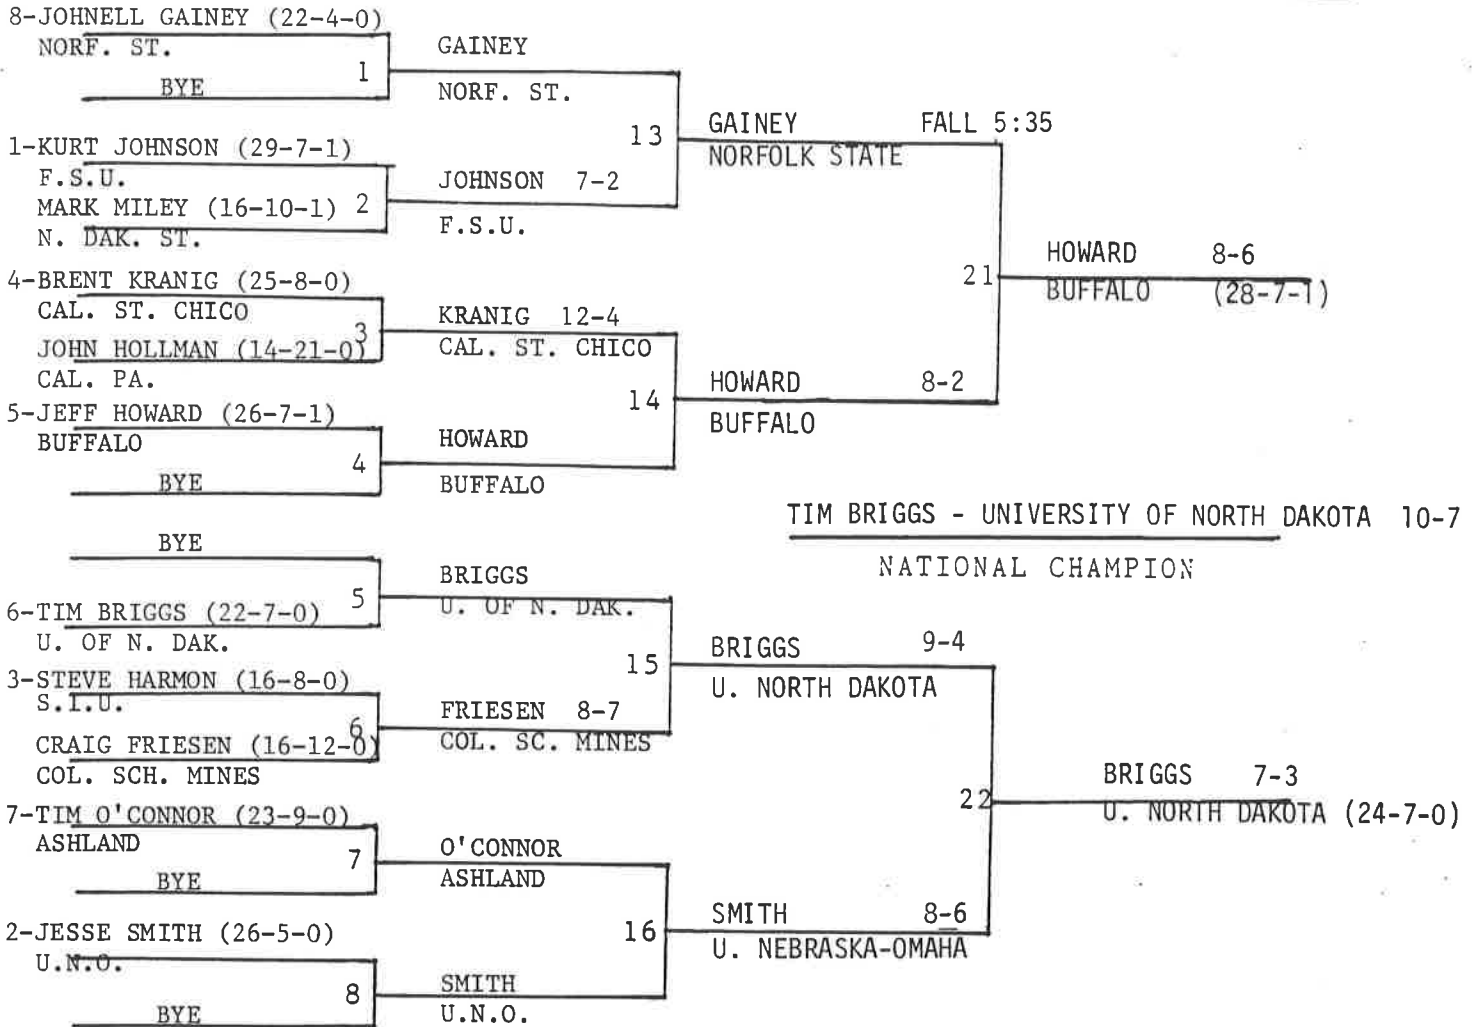 8-JOHNELL GAINEY (22-4-0)
NORF. ST.
1
BYE
GAINEY
NORF. ST.
1-KURT JOHNSON (29-7-1)
F.S.U.
MARK MILEY (16-10-1) 2
N. DAK. ST.
JOHNSON 7-2
F.S.U.
13
GAINEY FALL 5:35
NORFOLK STATE
4-BRENT KRANIG (25-8-0)
CAL. ST. CHICO
3
JOHN HOLLMAN (14-21-0)
CAL. PA.
KRANIG 12-4
CAL. ST. CHICO
5-JEFF HOWARD (26-7-1)
BUFFALO
4
BYE
HOWARD
BUFFALO
14
HOWARD 8-2
BUFFALO
21
HOWARD 8-6
BUFFALO (28-7-1)
TIM BRIGGS - UNIVERSITY OF NORTH DAKOTA 10-7
NATIONAL CHAMPION
BYE
5
6-TIM BRIGGS (22-7-0)
U. OF N. DAK.
BRIGGS
U. OF N. DAK.
3-STEVE HARMON (16-8-0)
S.I.U.
6
CRAIG FRIESEN (16-12-0)
COL. SCH. MINES
FRIESEN 8-7
COL. SC. MINES
15
BRIGGS 9-4
U. NORTH DAKOTA
7-TIM O'CONNOR (23-9-0)
ASHLAND
7
BYE
O'CONNOR
ASHLAND
2-JESSE SMITH (26-5-0)
U.N.O.
8
BYE
SMITH
U.N.O.
16
SMITH 8-6
U. NEBRASKA-OMAHA
22
BRIGGS 7-3
U. NORTH DAKOTA (24-7-0)